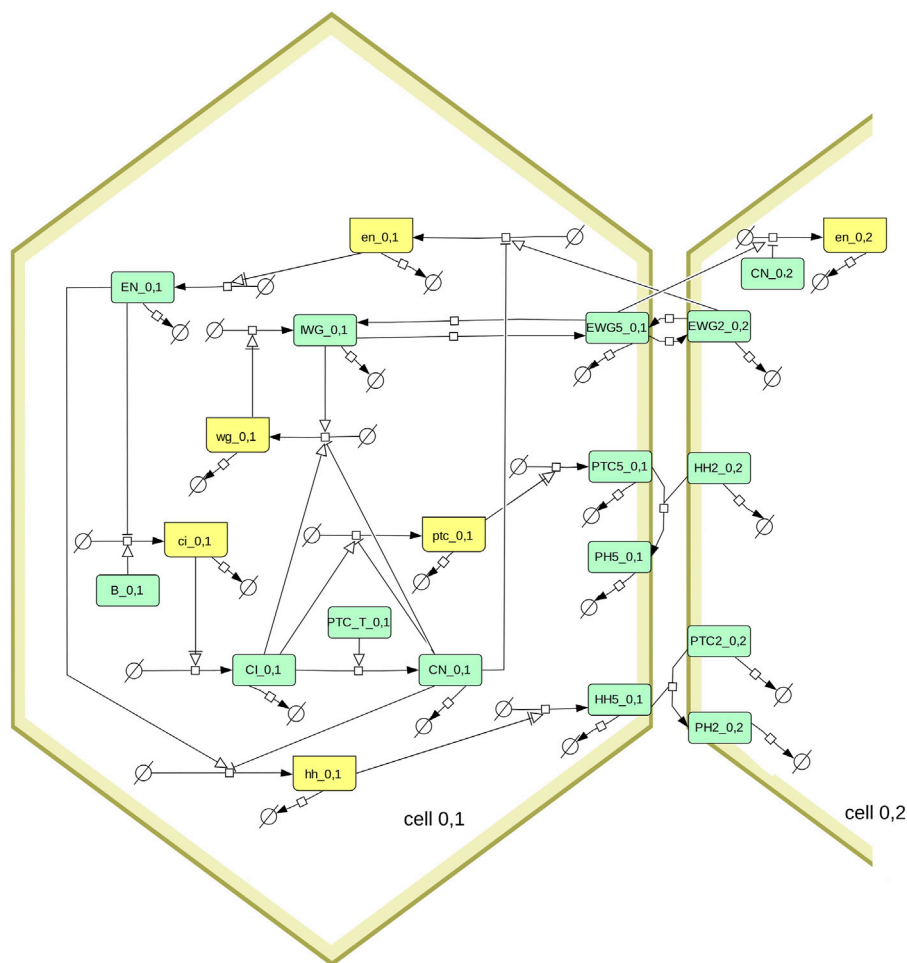 en_0,1
en_0,2
CN_0,2
EN_0,1
IWG_0,1
EWG5_0,1
EWG2_0,2
wg_0,1
PTC5_0,1
HH2_0,2
ci_0,1
ptc_0,1
PH5_0,1
B_0,1
PTC_T_0,1
PTC2_0,2
CI_0,1
CN_0,1
HH5_0,1
PH2_0,2
hh_0,1
cell 0,1
cell 0,2